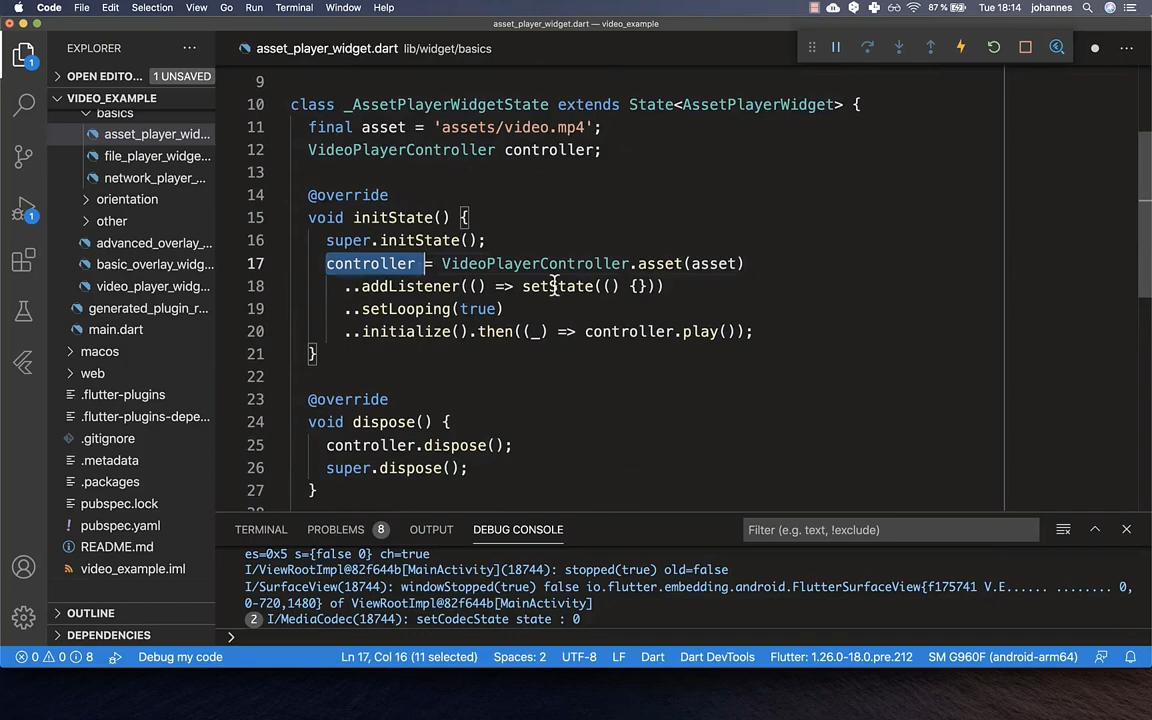 Code File Edit Selection View Go Run Terminal Window Help 87 % Tue 18:14 johannes
asset_player_widget.dart — video_example
EXPLORER
asset_player_widget.dart lib/widget/basics
OPEN EDITO... 1 UNSAVED
VIDEO_EXAMPLE
basics
asset_player_wid...
file_player_widge...
network_player_...
orientation
other
advanced_overlay_...
basic_overlay_widg...
video_player_widg...
generated_plugin_r...
main.dart
macos
web
.flutter-plugins
.flutter-plugins-depe...
.gitignore
.metadata
.packages
pubspec.lock
pubspec.yaml
README.md
video_example.iml
OUTLINE
DEPENDENCIES
9
10 class _AssetPlayerWidgetState extends State<AssetPlayerWidget> {
11 final asset = 'assets/video.mp4';
12 VideoPlayerController controller;
13
14 @override
15 void initState() {
16 super.initState();
17 controller = VideoPlayerController.asset(asset)
18 ..addListener(() => setState(() {}))
19 ..setLooping(true)
20 ..initialize().then((_) => controller.play());
21 }
22
23 @override
24 void dispose() {
25 controller.dispose();
26 super.dispose();
27 }
TERMINAL PROBLEMS 8 OUTPUT DEBUG CONSOLE Filter (e.g. text, !exclude)
es=0x5 s={false 0} ch=true
I/ViewRootImpl@82f644b[MainActivity](18744): stopped(true) old=false
I/SurfaceView(18744): windowStopped(true) false io.flutter.embedding.android.FlutterSurfaceView{f175741 V.E...... ........ 0,
0-720,1480} of ViewRootImpl@82f644b[MainActivity]
2 I/MediaCodec(18744): setCodecState state : 0
0 0 8 Debug my code Ln 17, Col 16 (11 selected) Spaces: 2 UTF-8 LF Dart Dart DevTools Flutter: 1.26.0-18.0.pre.212 SM G960F (android-arm64)